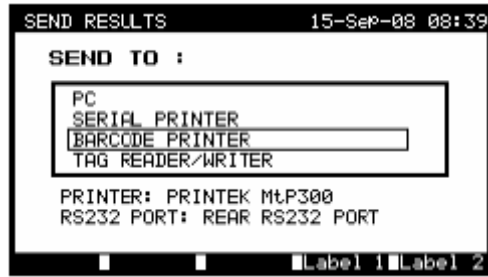 SEND RESULTS 15-Sep-08 08:39
SEND TO :
PC
SERIAL PRINTER
BARCODE PRINTER
TAG READER/WRITER
PRINTER: PRINTEK MtP300
RS232 PORT: REAR RS232 PORT
Label 1 Label 2